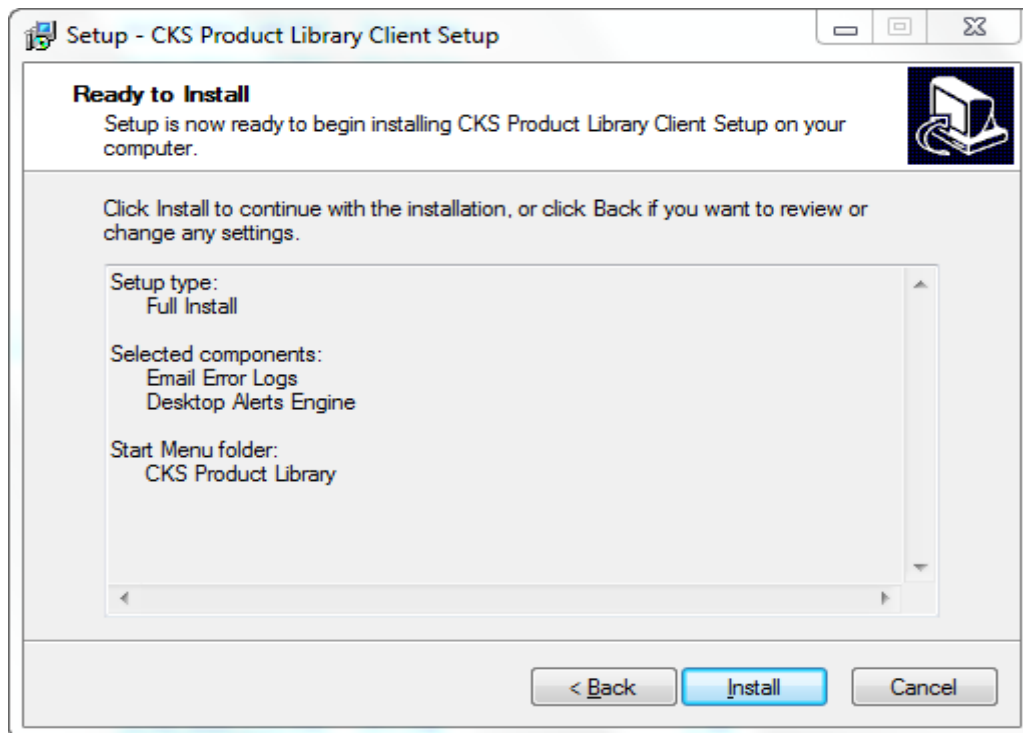 Setup - CKS Product Library Client Setup
Ready to Install
Setup is now ready to begin installing CKS Product Library Client Setup on your
computer.
Click Install to continue with the installation, or click Back if you want to review or
change any settings.
Setup type:
Full Install
Selected components:
Email Error Logs
Desktop Alerts Engine
Start Menu folder:
CKS Product Library
< Back
Install
Cancel